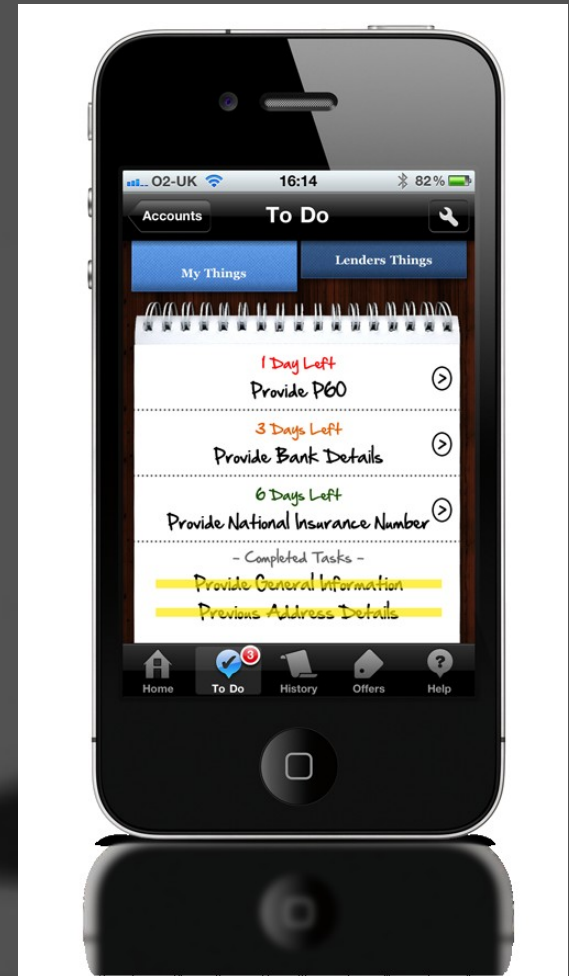 O2-UK 16:14 82%
Accounts To Do
My Things Lenders Things
1 Day Left
Provide P60
3 Days Left
Provide Bank Details
6 Days Left
Provide National Insurance Number
- Completed Tasks -
Provide General Information
Previous Address Details
3
Home To Do History Offers Help